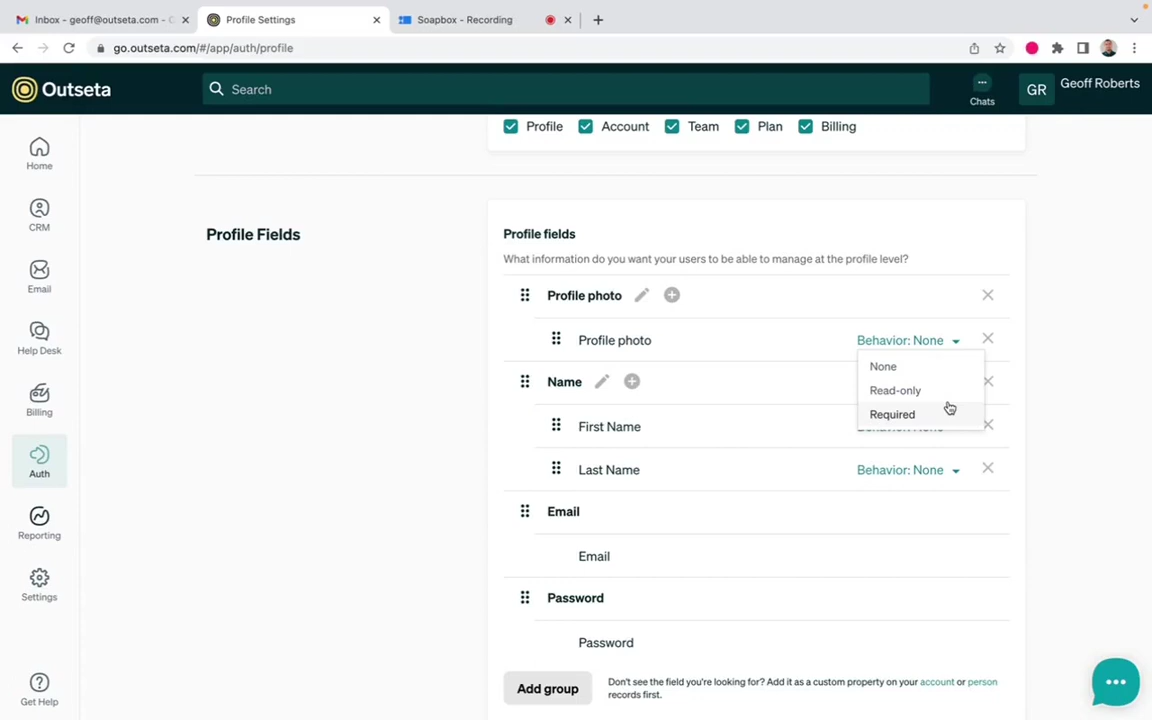 Inbox - geoff@outseta.com -
Profile Settings
Soapbox - Recording
go.outseta.com/#/app/auth/profile
Outseta
Search
Chats
GR
Geoff Roberts
Home
CRM
Email
Help Desk
Billing
Auth
Reporting
Settings
Get Help
Profile Account Team Plan Billing
Profile Fields
Profile fields
What information do you want your users to be able to manage at the profile level?
Profile photo
Profile photo Behavior: None
None
Read-only
Required
Name
First Name
Last Name Behavior: None
Email
Email
Password
Password
Add group
Don't see the field you're looking for? Add it as a custom property on your account or person
records first.